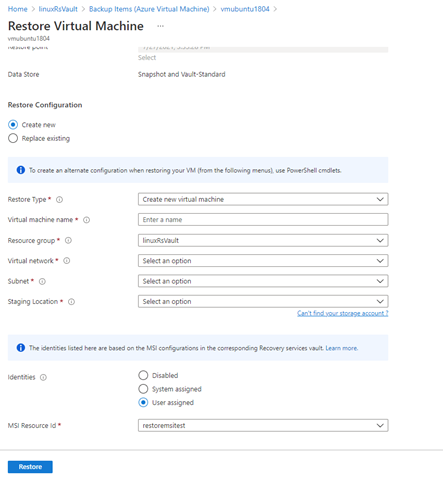 Home > linuxRsVault > Backup Items (Azure Virtual Machine) > vmubuntu1804 >
Restore Virtual Machine ...
vmubuntu1804
Restore point
Select
Data Store Snapshot and Vault-Standard
Restore Configuration
Create new
Replace existing
To create an alternate configuration when restoring your VM (from the following menus), use PowerShell cmdlets.
Restore Type * Create new virtual machine
Virtual machine name * Enter a name
Resource group * linuxRsVault
Virtual network * Select an option
Subnet * Select an option
Staging Location * Select an option
Can't find your storage account ?
The identities listed here are based on the MSI configurations in the corresponding Recovery services vault. Learn more.
Identities Disabled
System assigned
User assigned
MSI Resource Id * restoremsitest
Restore